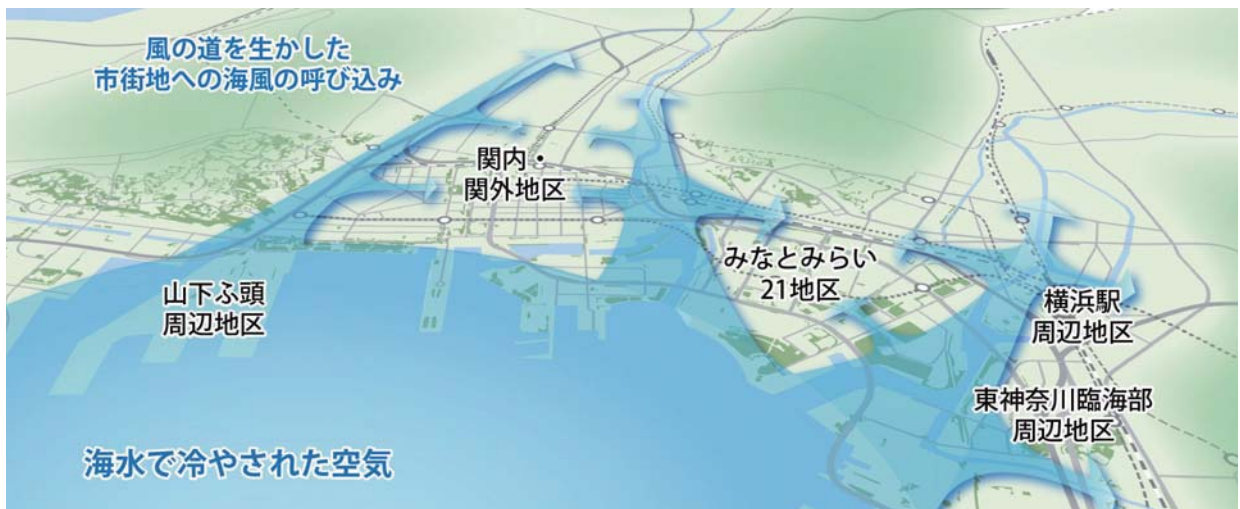 風の道を生かした
市街地への海風の呼び込み
関内・
関外地区
みなとみらい
21地区
山下ふ頭
周辺地区
横浜駅
周辺地区
東神奈川臨海部
周辺地区
海水で冷やされた空気